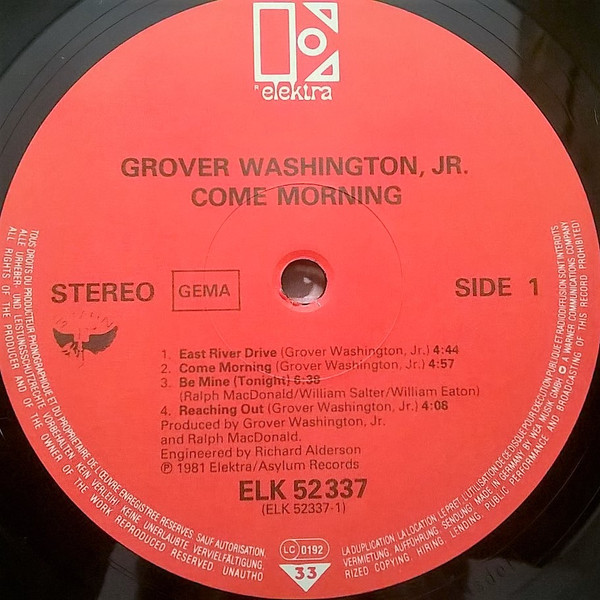 elektra
GROVER WASHINGTON, JR.
COME MORNING
STEREO
GEMA
SIDE 1
1. East River Drive (Grover Washington, Jr.) 4:44
2. Come Morning (Grover Washington, Jr.) 4:57
3. Be Mine (Tonight) 6:38
(Ralph MacDonald/William Salter/William Eaton)
4. Reaching Out (Grover Washington, Jr.) 4:08
Produced by Grover Washington, Jr.
and Ralph MacDonald.
Engineered by Richard Alderson
℗ 1981 Elektra/Asylum Records
ELK 52 337
(ELK 52337-1)
LC 0192
33
TOUS DROITS DU PRODUCTEUR PHONOGRAPHIQUE ET DU PROPRIETAIRE DE L'ŒUVRE ENREGISTREE RESERVES. SAUF AUTORISATION,
LA DUPLICATION, LA LOCATION, LE PRET, L'UTILISATION DE CE DISQUE POUR EXECUTION PUBLIQUE ET RADIODIFFUSION SONT INTERDITS
ALLE URHEBER- UND LEISTUNGSSCHUTZRECHTE VORBEHALTEN. KEIN VERLEIH! KEINE UNERLAUBTE VERVIELFÄLTIGUNG,
VERMIETUNG, AUFFÜHRUNG, SENDUNG! MADE IN GERMANY BY WEA MUSIK GMBH. A WARNER COMMUNICATIONS COMPANY
ALL RIGHTS OF THE PRODUCER AND OF THE OWNER OF THE WORK REPRODUCED RESERVED. UNAUTHO
RIZED COPYING, HIRING, LENDING, PUBLIC PERFORMANCE AND BROADCASTING OF THIS RECORD PROHIBITED!